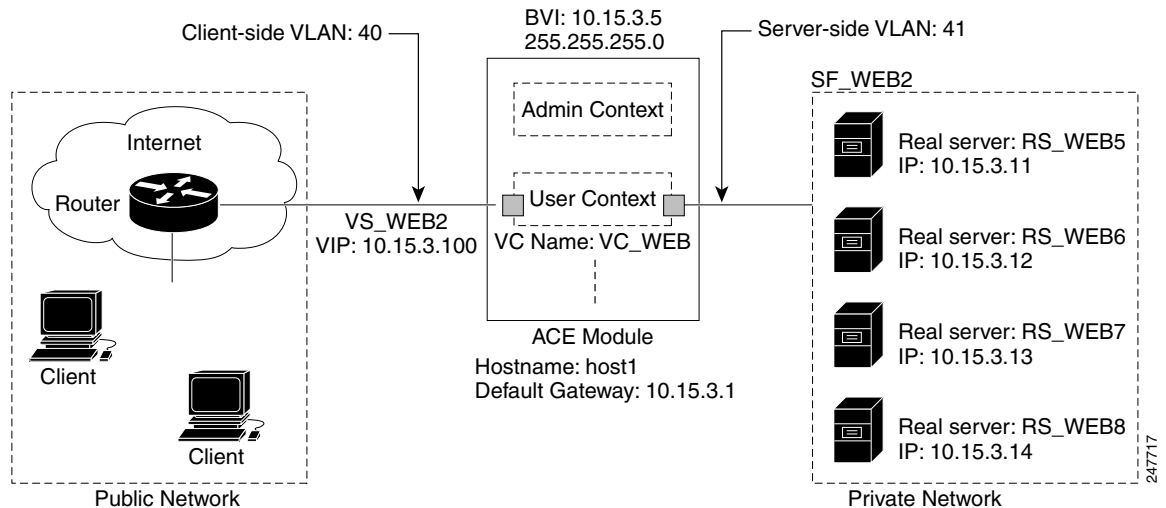 Client-side VLAN: 40
BVI: 10.15.3.5
255.255.255.0
Server-side VLAN: 41
SF_WEB2
Admin Context
Internet
Router
VS_WEB2
VIP: 10.15.3.100
User Context
VC Name: VC_WEB
ACE Module
Hostname: host1
Default Gateway: 10.15.3.1
Client
Client
Public Network
Real server: RS_WEB5
IP: 10.15.3.11
Real server: RS_WEB6
IP: 10.15.3.12
Real server: RS_WEB7
IP: 10.15.3.13
Real server: RS_WEB8
IP: 10.15.3.14
Private Network
247717